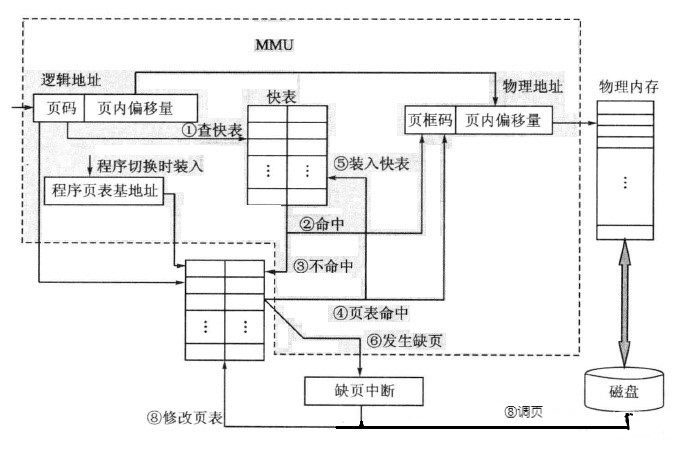 MMU
逻辑地址
快表
物理地址
物理内存
页码
页内偏移量
页框码
页内偏移量
①查快表
程序切换时装入
⑤装入快表
程序页表基地址
⋮
⋮
⋮
②命中
③不命中
④页表命中
⋮
⋮
⑥发生缺页
缺页中断
磁盘
⑧修改页表
⑧调页